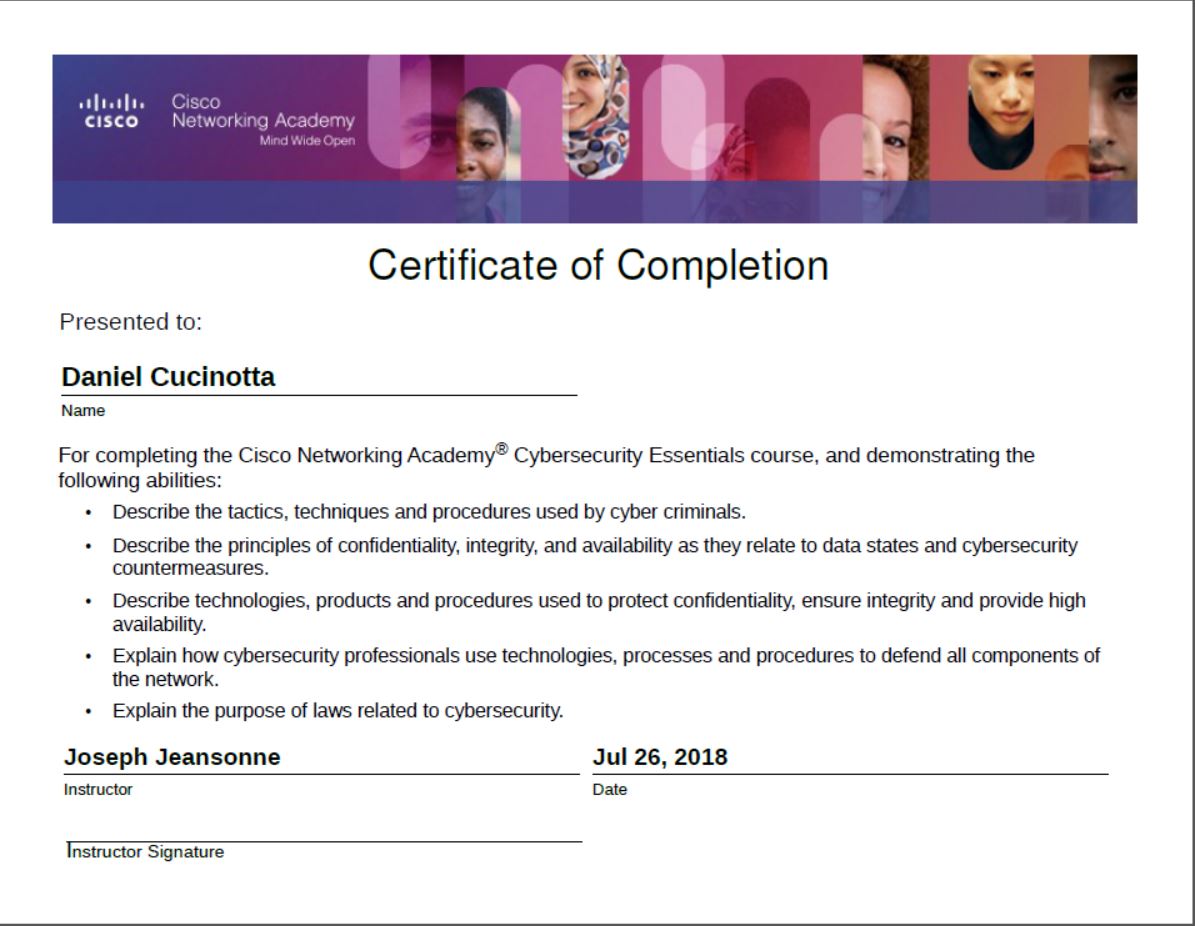 CISCO
Cisco
Networking Academy
Mind Wide Open
Certificate of Completion
Presented to:
Daniel Cucinotta
Name
For completing the Cisco Networking Academy® Cybersecurity Essentials course, and demonstrating the
following abilities:
• Describe the tactics, techniques and procedures used by cyber criminals.
• Describe the principles of confidentiality, integrity, and availability as they relate to data states and cybersecurity
countermeasures.
• Describe technologies, products and procedures used to protect confidentiality, ensure integrity and provide high
availability.
• Explain how cybersecurity professionals use technologies, processes and procedures to defend all components of
the network.
• Explain the purpose of laws related to cybersecurity.
Joseph Jeansonne
Jul 26, 2018
Instructor
Date
Instructor Signature